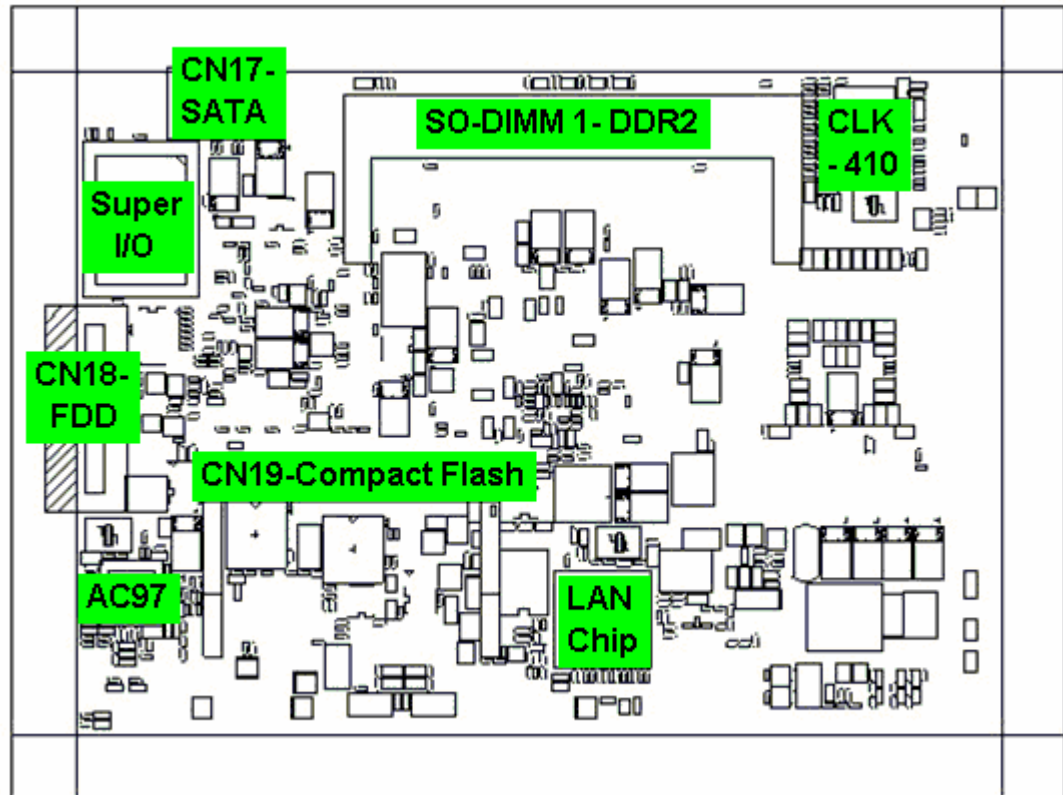 CN17-
SATA
SO-DIMM 1- DDR2
CLK
- 410
Super
I/O
CN18-
FDD
CN19-Compact Flash
AC97
LAN
Chip